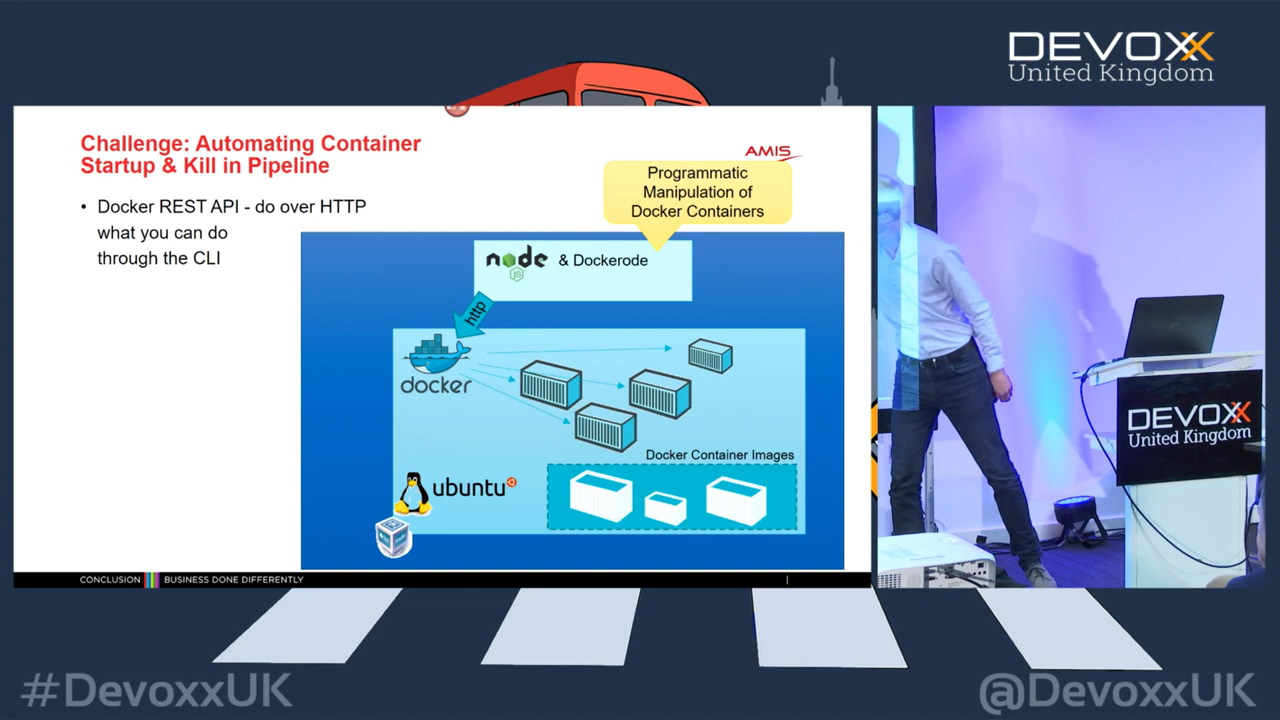 DEVOXX
United Kingdom
Challenge: Automating Container
Startup & Kill in Pipeline
AMIS
Programmatic
Manipulation of
Docker Containers
• Docker REST API - do over HTTP
what you can do
through the CLI
node
JS
& Dockerode
http
docker
Docker Container Images
ubuntu
CONCLUSION BUSINESS DONE DIFFERENTLY
DEVOXX
United Kingdom
#DevoxxUK
@DevoxxUK